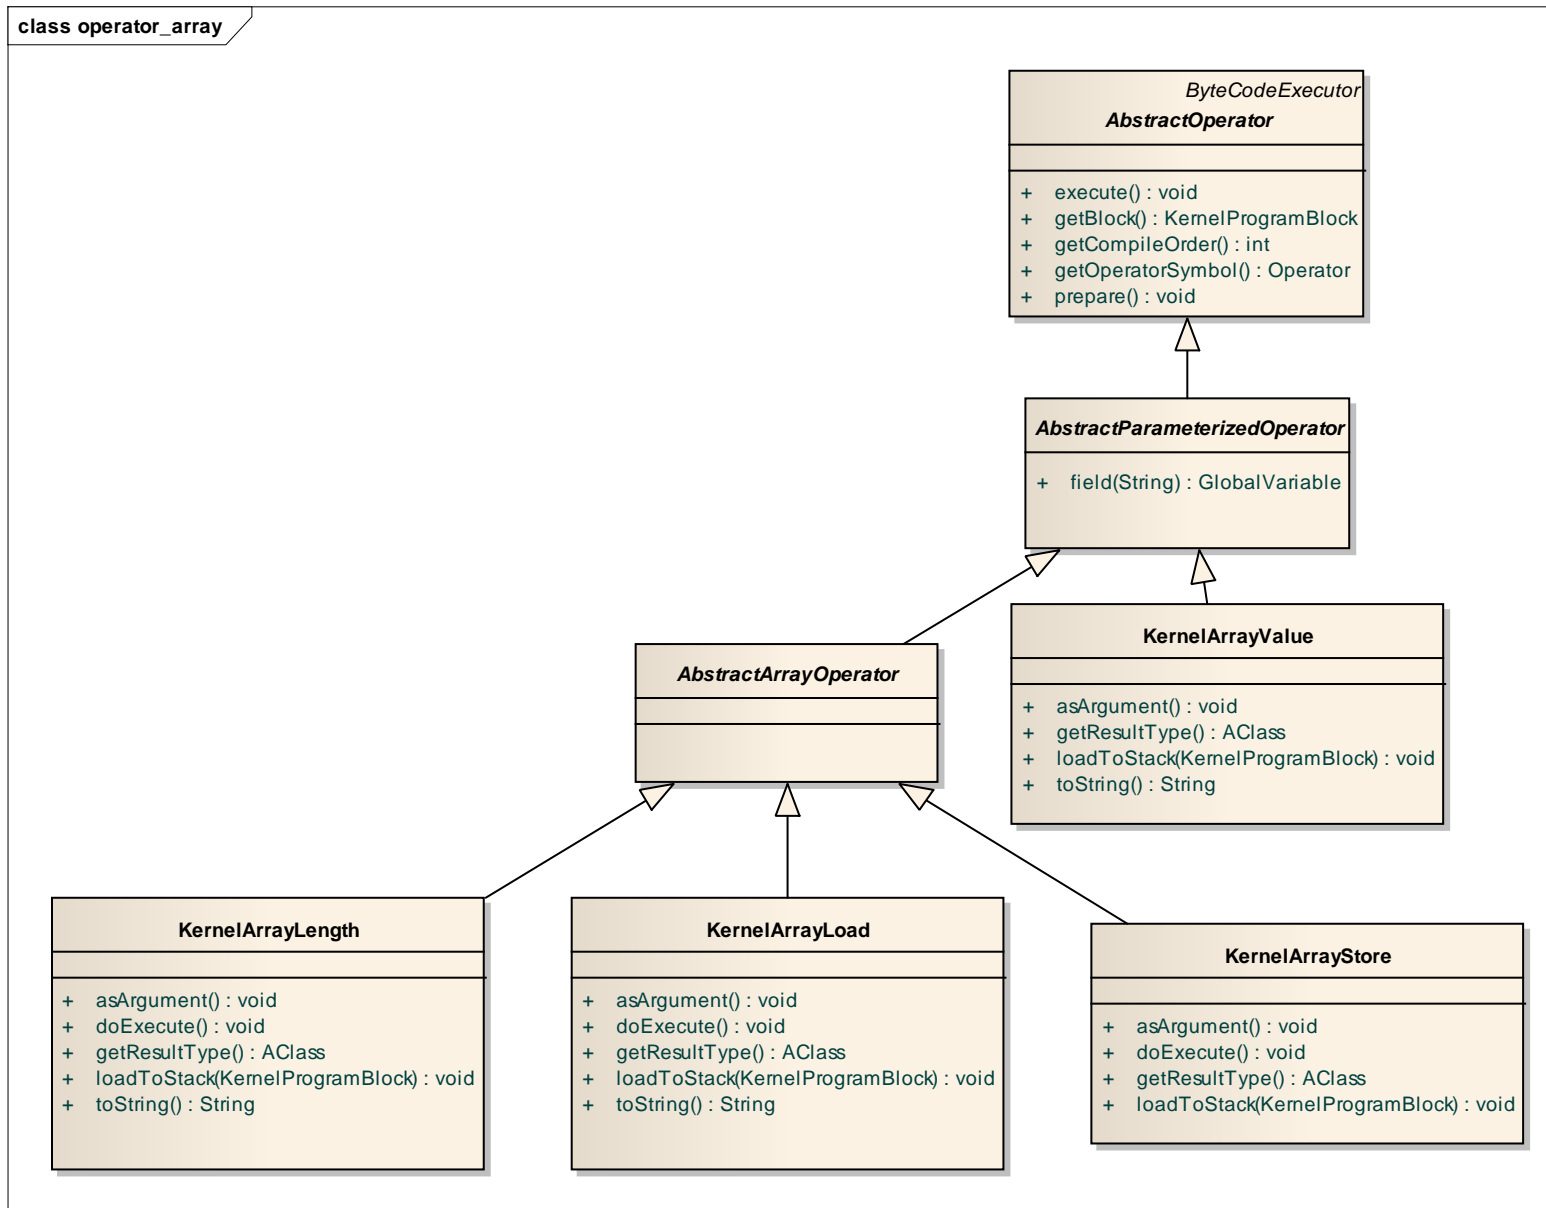 class operator_array
ByteCodeExecutor
AbstractOperator
+ execute() : void
+ getBlock() : KernelProgramBlock
+ getCompileOrder() : int
+ getOperatorSymbol() : Operator
+ prepare() : void
AbstractParameterizedOperator
+ field(String) : GlobalVariable
AbstractArrayOperator
KernelArrayValue
+ asArgument() : void
+ getResultType() : AClass
+ loadToStack(KernelProgramBlock) : void
+ toString() : String
KernelArrayLength
+ asArgument() : void
+ doExecute() : void
+ getResultType() : AClass
+ loadToStack(KernelProgramBlock) : void
+ toString() : String
KernelArrayLoad
+ asArgument() : void
+ doExecute() : void
+ getResultType() : AClass
+ loadToStack(KernelProgramBlock) : void
+ toString() : String
KernelArrayStore
+ asArgument() : void
+ doExecute() : void
+ getResultType() : AClass
+ loadToStack(KernelProgramBlock) : void